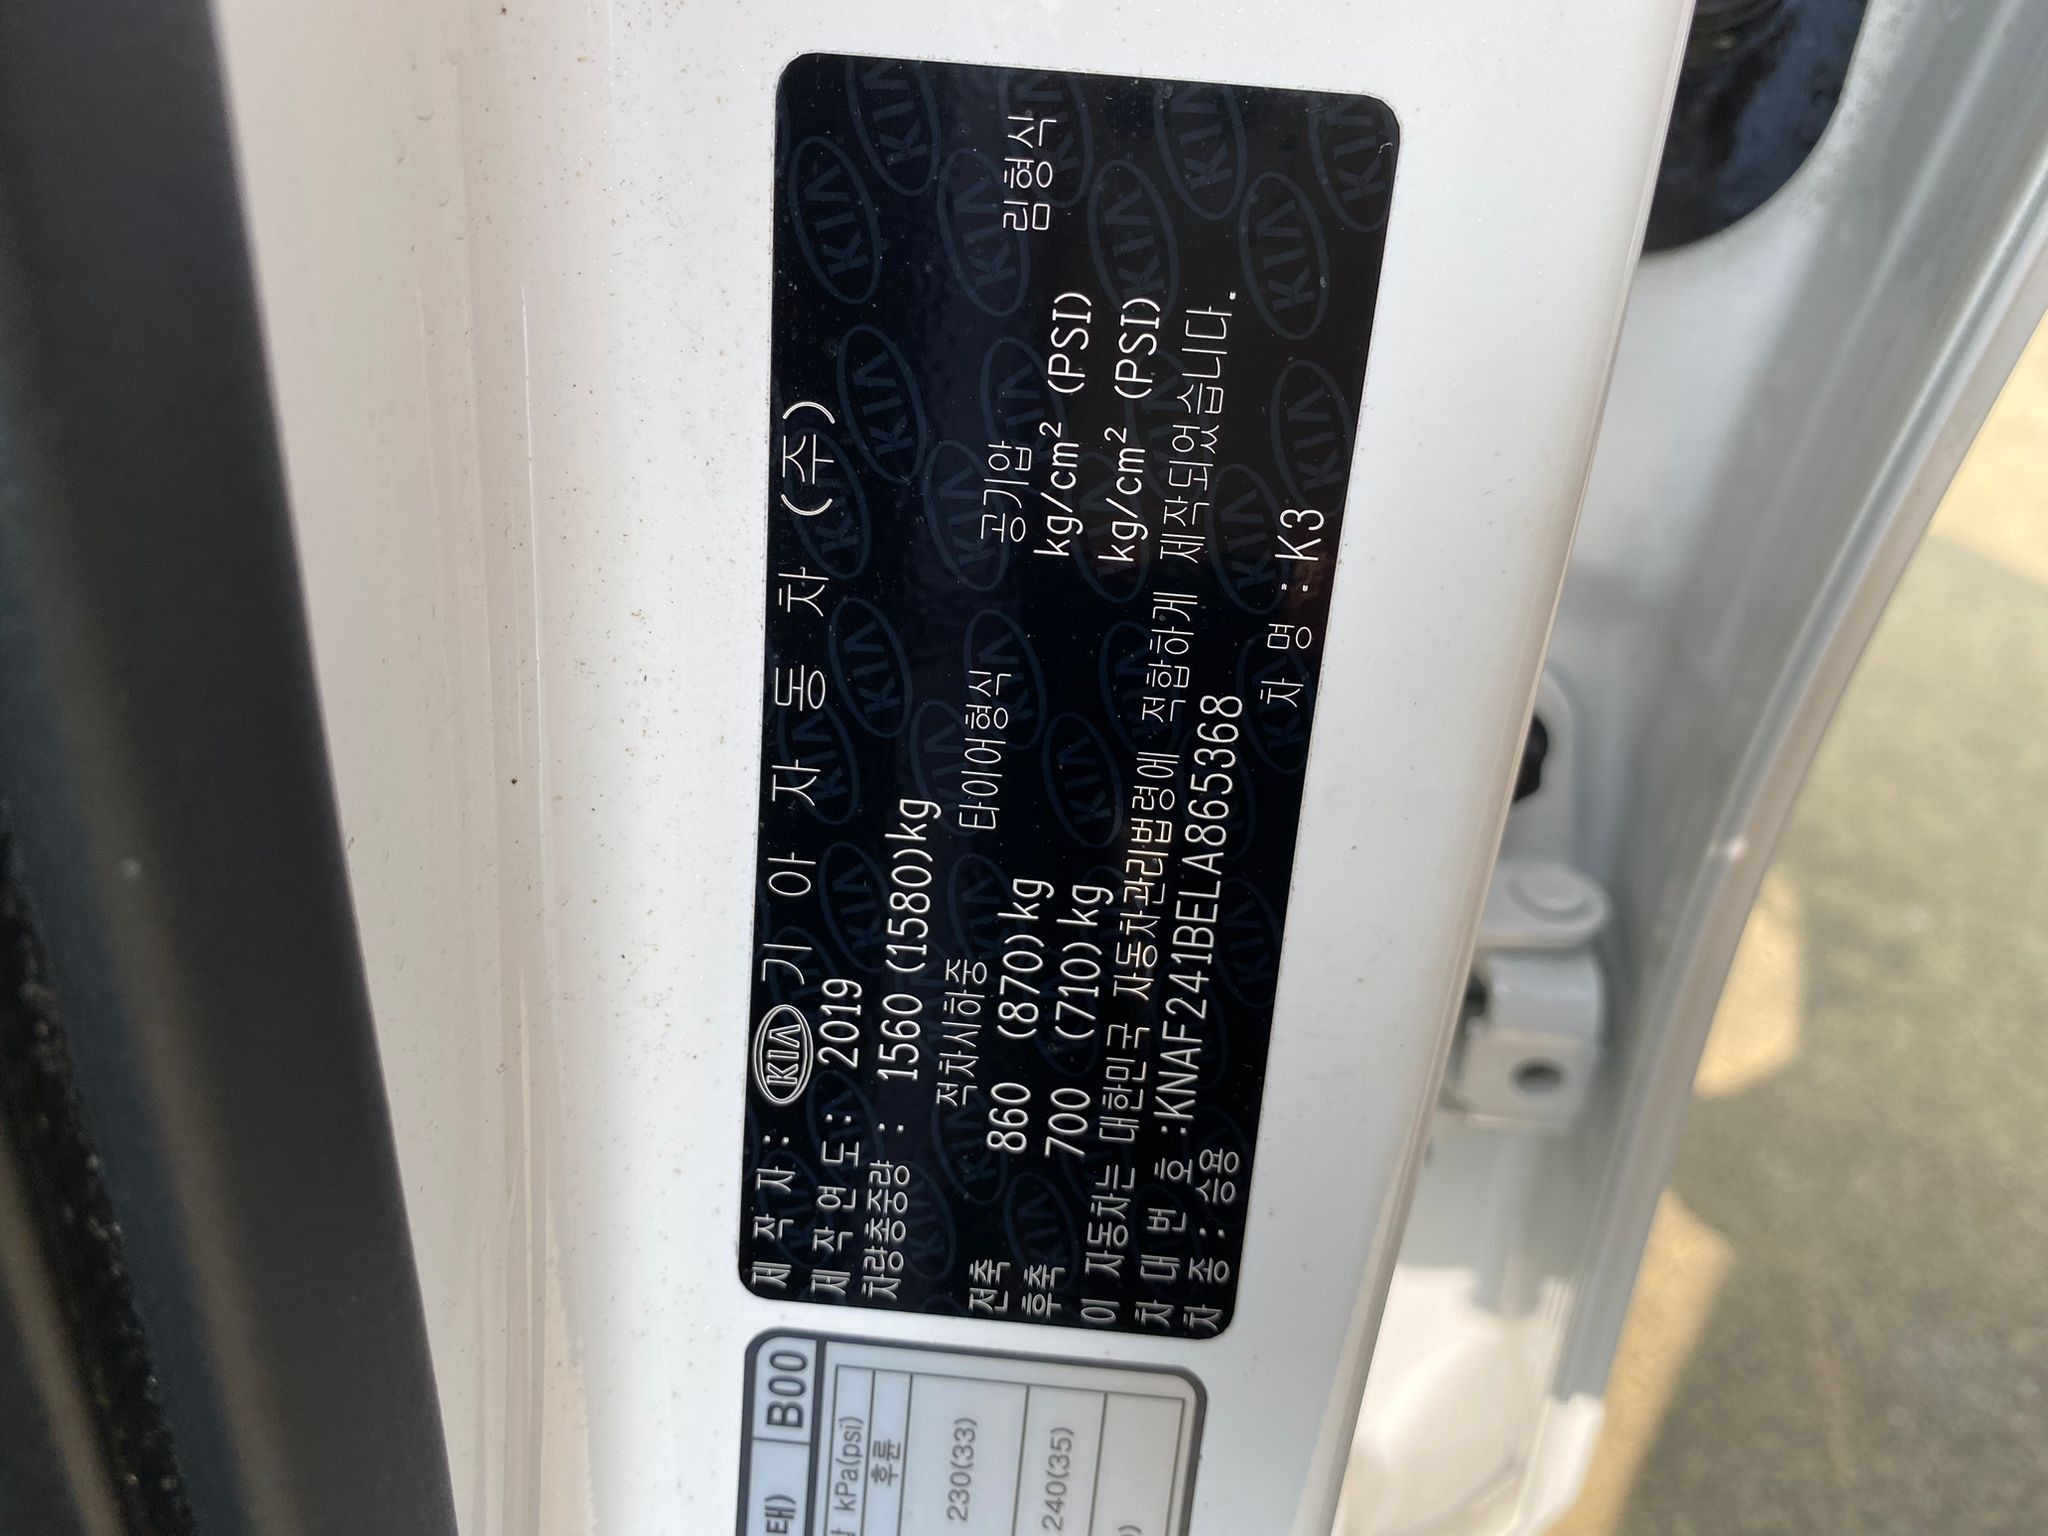 제 작 자: KIA 기 아 자 동 차 (주)
제 작 연 도: 2019
차량총중량: 1560 (1580)kg
적차시하중 타이어형식 공기압 림형식
전축 860 (870)kg kg/cm² (PSI)
후축 700 (710)kg kg/cm² (PSI)
이 자동차는 대한민국 자동차관리법령에 적합하게 제작되었습니다.
차 대 번 호:KNAF241BELA865368
차 종: 승용 차 명: K3
태) B00
kPa(psi)
후륜
230(33)
240(35)